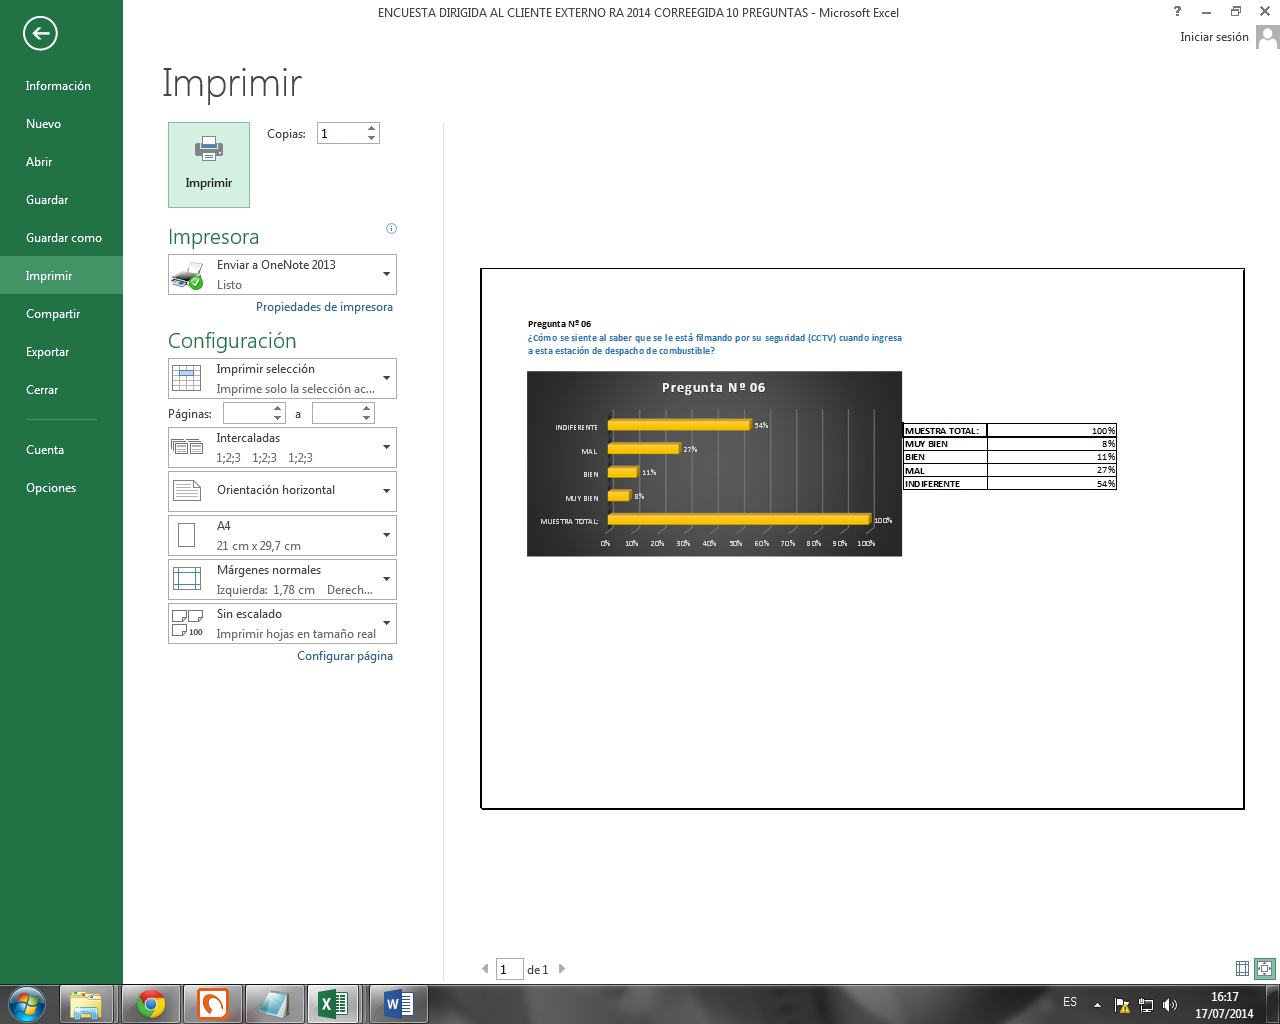 ENCUESTA DIRIGIDA AL CLIENTE EXTERNO RA 2014 CORREEGIDA 10 PREGUNTAS - Microsoft Excel
Iniciar sesión
Información
Nuevo
Abrir
Guardar
Guardar como
Imprimir
Compartir
Exportar
Cerrar
Cuenta
Opciones
Imprimir
Imprimir
Copias: 1
Impresora
Enviar a OneNote 2013
Listo
Propiedades de impresora
Configuración
Imprimir selección
Imprime solo la selección ac...
Páginas: a
Intercaladas
1;2;3 1;2;3 1;2;3
Orientación horizontal
A4
21 cm x 29,7 cm
Márgenes normales
Izquierda: 1,78 cm Derech...
Sin escalado
100 Imprimir hojas en tamaño real
Configurar página
Pregunta Nº 06
¿Cómo se siente al saber que se le está filmando por su seguridad (CCTV) cuando ingresa
a esta estación de despacho de combustible?
Pregunta Nº 06
INDIFERENTE 54%
MAL 27%
BIEN 11%
MUY BIEN 8%
MUESTRA TOTAL: 100%
0% 10% 20% 30% 40% 50% 60% 70% 80% 90% 100%
MUESTRA TOTAL: 100%
MUY BIEN 8%
BIEN 11%
MAL 27%
INDIFERENTE 54%
1 de 1
ES
16:17
17/07/2014